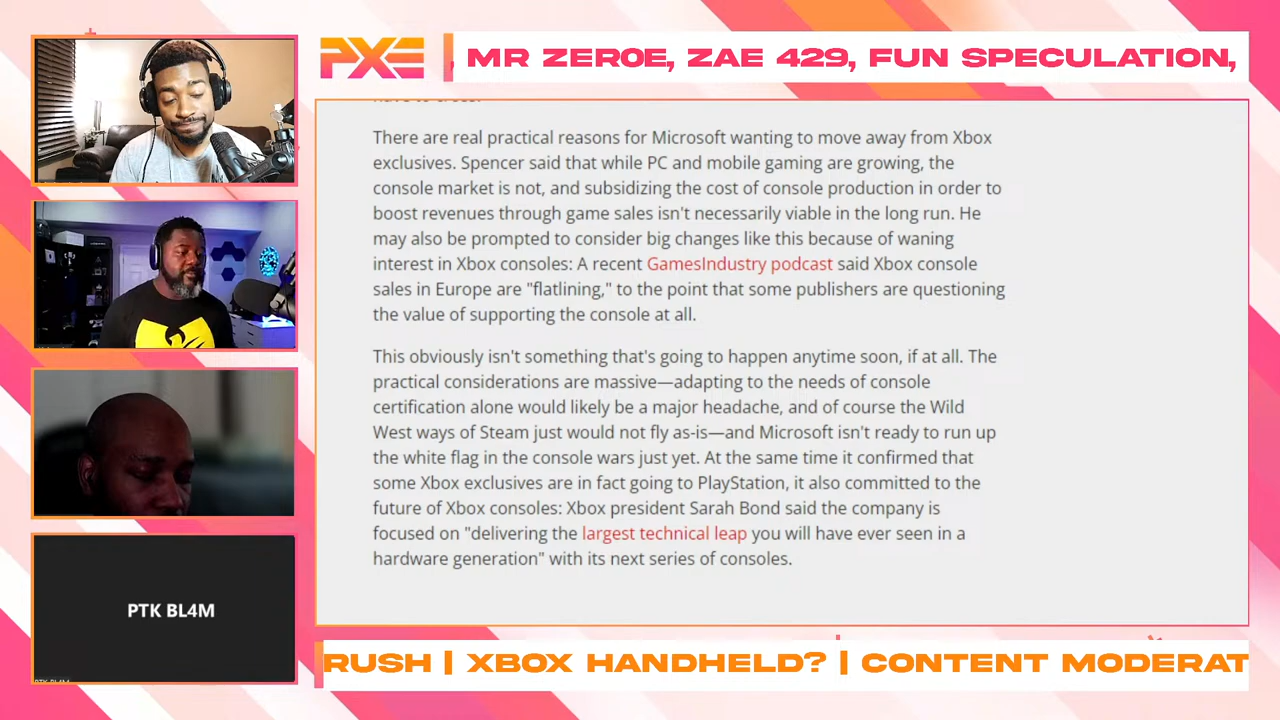 PXE
MR ZEROE, ZAE 429, FUN SPECULATION,
There are real practical reasons for Microsoft wanting to move away from Xbox
exclusives. Spencer said that while PC and mobile gaming are growing, the
console market is not, and subsidizing the cost of console production in order to
boost revenues through game sales isn't necessarily viable in the long run. He
may also be prompted to consider big changes like this because of waning
interest in Xbox consoles: A recent GamesIndustry podcast said Xbox console
sales in Europe are "flatlining," to the point that some publishers are questioning
the value of supporting the console at all.
This obviously isn't something that's going to happen anytime soon, if at all. The
practical considerations are massive—adapting to the needs of console
certification alone would likely be a major headache, and of course the Wild
West ways of Steam just would not fly as-is—and Microsoft isn't ready to run up
the white flag in the console wars just yet. At the same time it confirmed that
some Xbox exclusives are in fact going to PlayStation, it also committed to the
future of Xbox consoles: Xbox president Sarah Bond said the company is
focused on "delivering the largest technical leap you will have ever seen in a
hardware generation" with its next series of consoles.
PTK BL4M
RUSH | XBOX HANDHELD? | CONTENT MODERAT